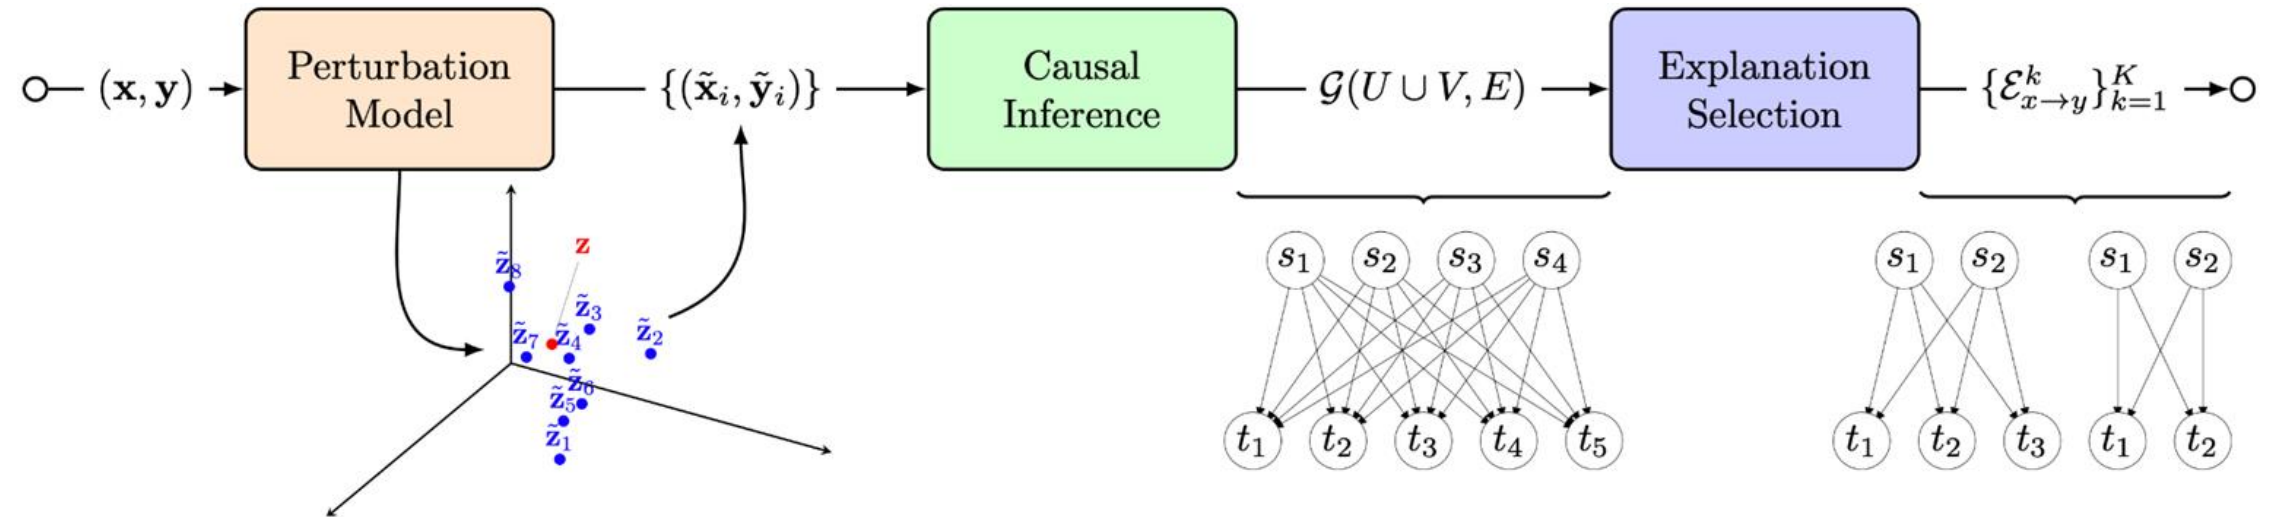 (x, y)
Perturbation
Model
{(x̃ᵢ, ỹᵢ)}
Causal
Inference
𝒢(U ∪ V, E)
Explanation
Selection
{ℰᵏₓ→ᵧ}ᴷₖ₌₁
z
z̃₈
z̃₃
z̃₇
z̃₄
z̃₂
z̃₆
z̃₅
z̃₁
s₁ s₂ s₃ s₄
t₁ t₂ t₃ t₄ t₅
s₁ s₂ s₁ s₂
t₁ t₂ t₃ t₁ t₂